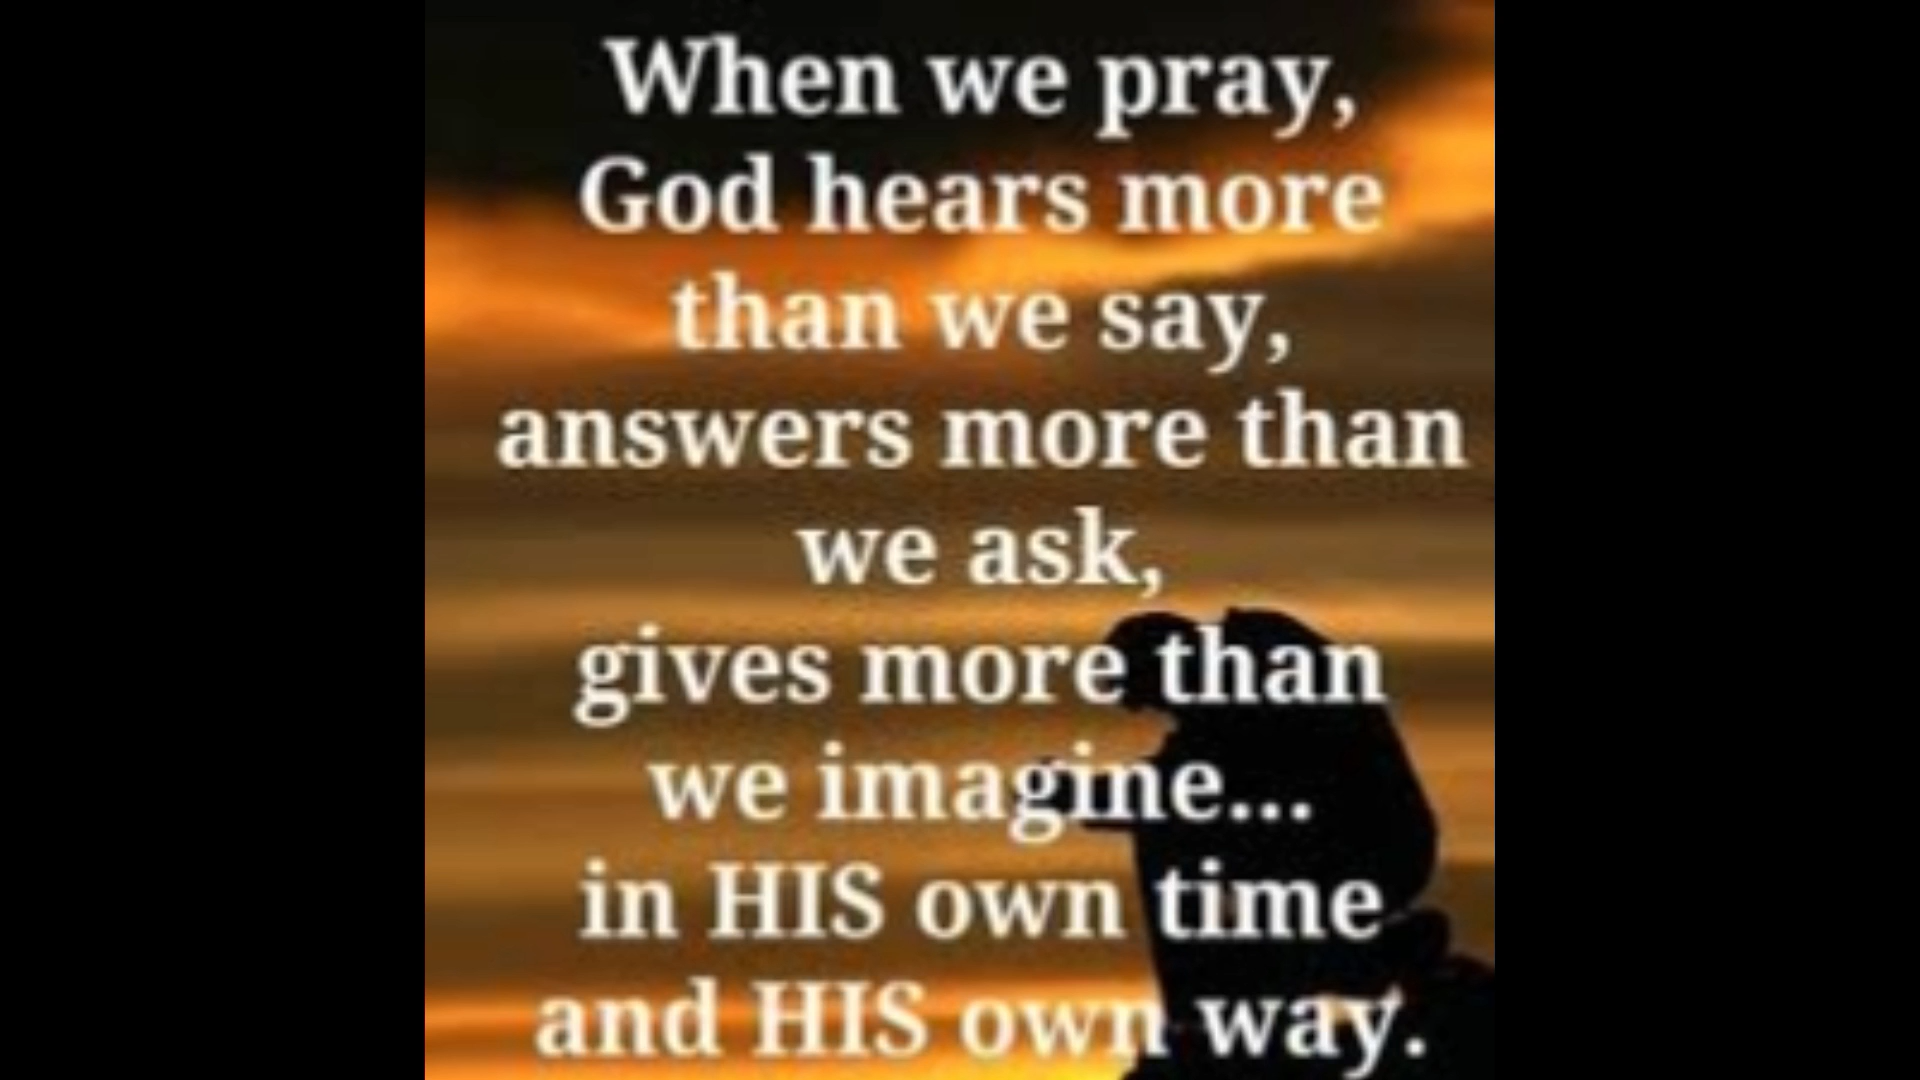 When we pray,
God hears more
than we say,
answers more than
we ask,
gives more than
we imagine...
in HIS own time
and HIS own way.